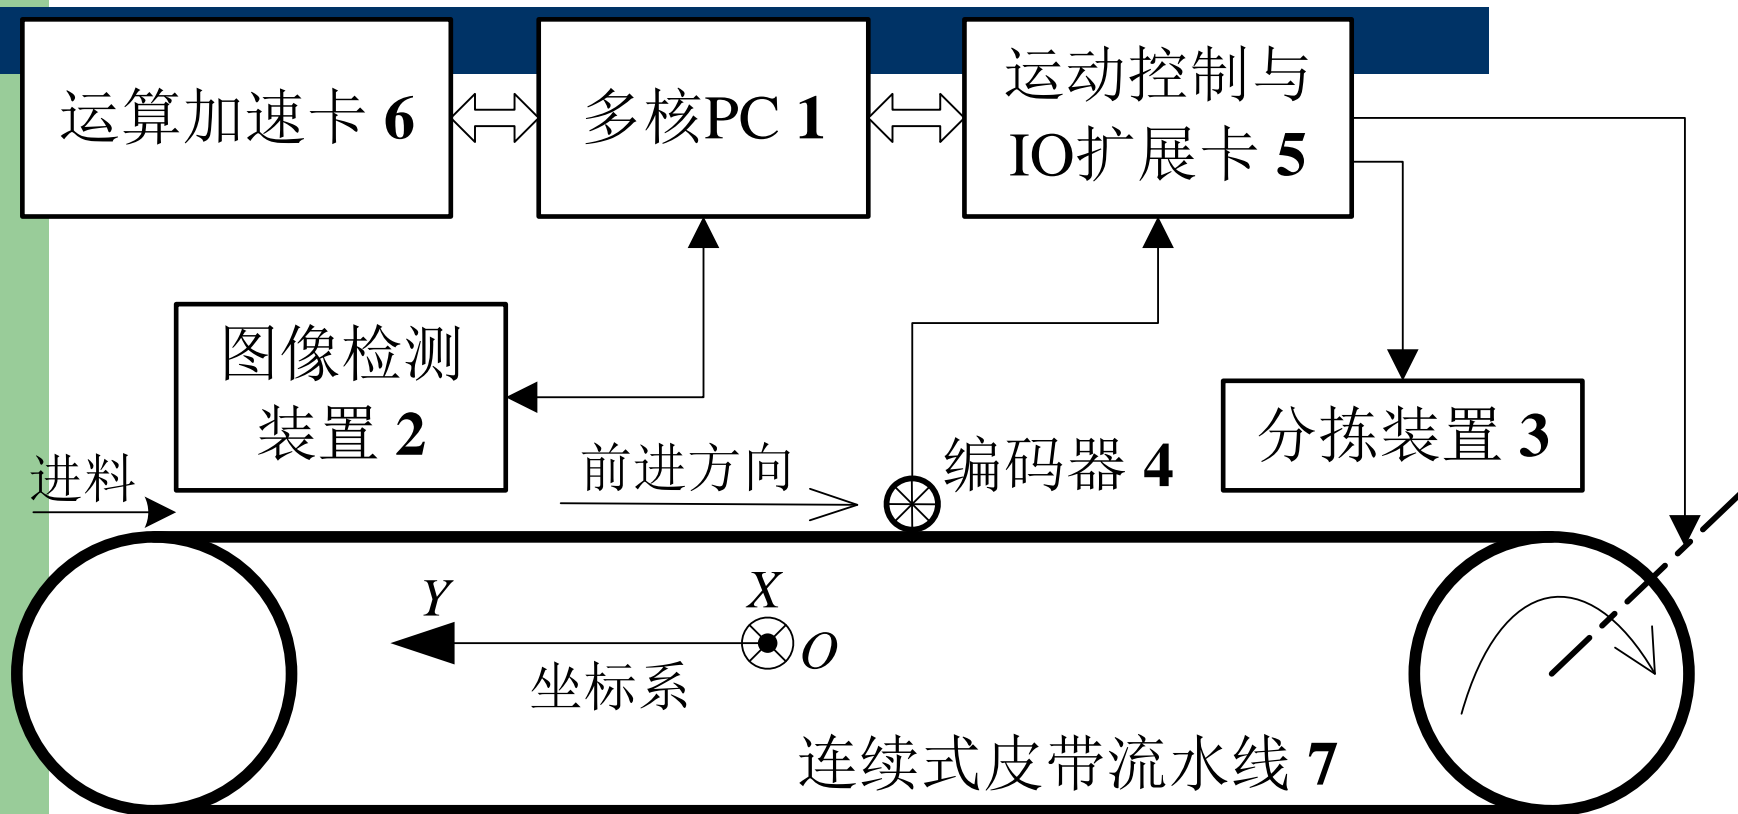 运算加速卡 6
多核PC 1
运动控制与
IO扩展卡 5
图像检测
装置 2
进料
前进方向
编码器 4
分拣装置 3
Y
X
O
坐标系
连续式皮带流水线 7